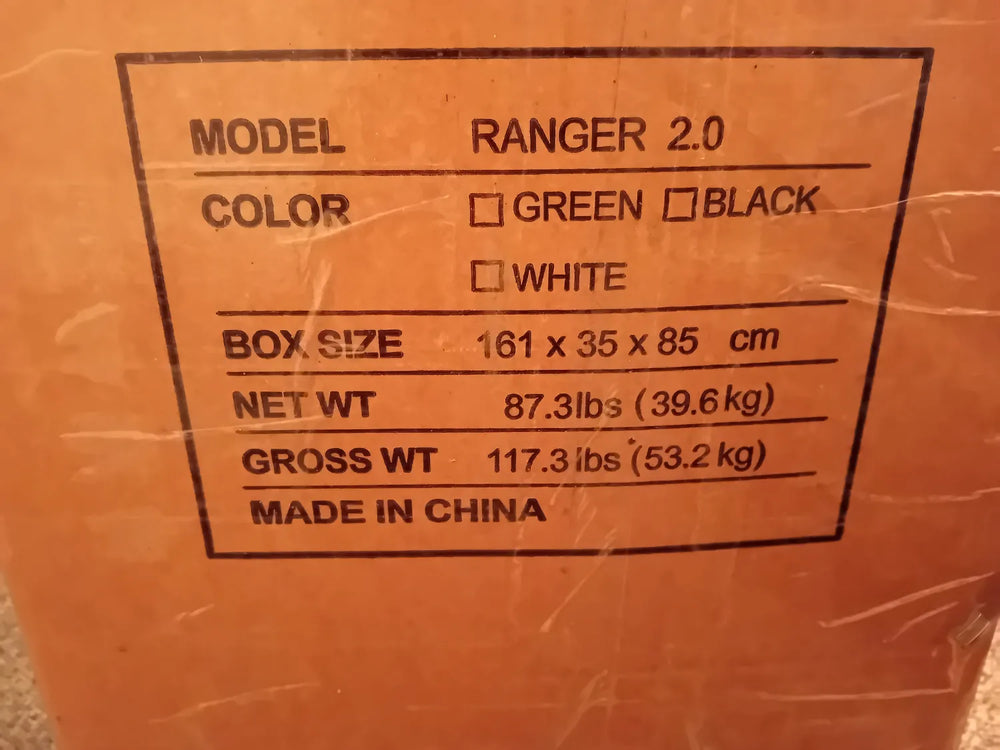 MODEL RANGER 2.0
COLOR ☐ GREEN ☐ BLACK
☐ WHITE
BOX SIZE 161 x 35 x 85 cm
NET WT 87.3lbs (39.6kg)
GROSS WT 117.3lbs (53.2kg)
MADE IN CHINA